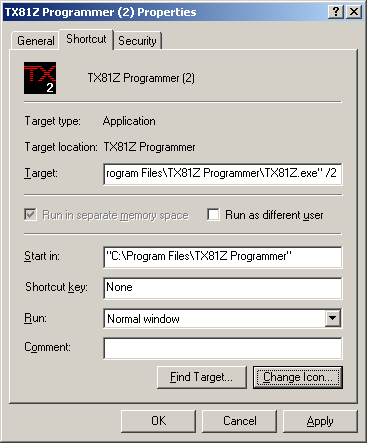 TX81Z Programmer (2) Properties
General Shortcut Security
TX 2
TX81Z Programmer (2)
Target type: Application
Target location: TX81Z Programmer
Target: rogram Files\TX81Z Programmer\TX81Z.exe" /2
Run in separate memory space Run as different user
Start in: "C:\Program Files\TX81Z Programmer"
Shortcut key: None
Run: Normal window
Comment:
Find Target... Change Icon...
OK Cancel Apply